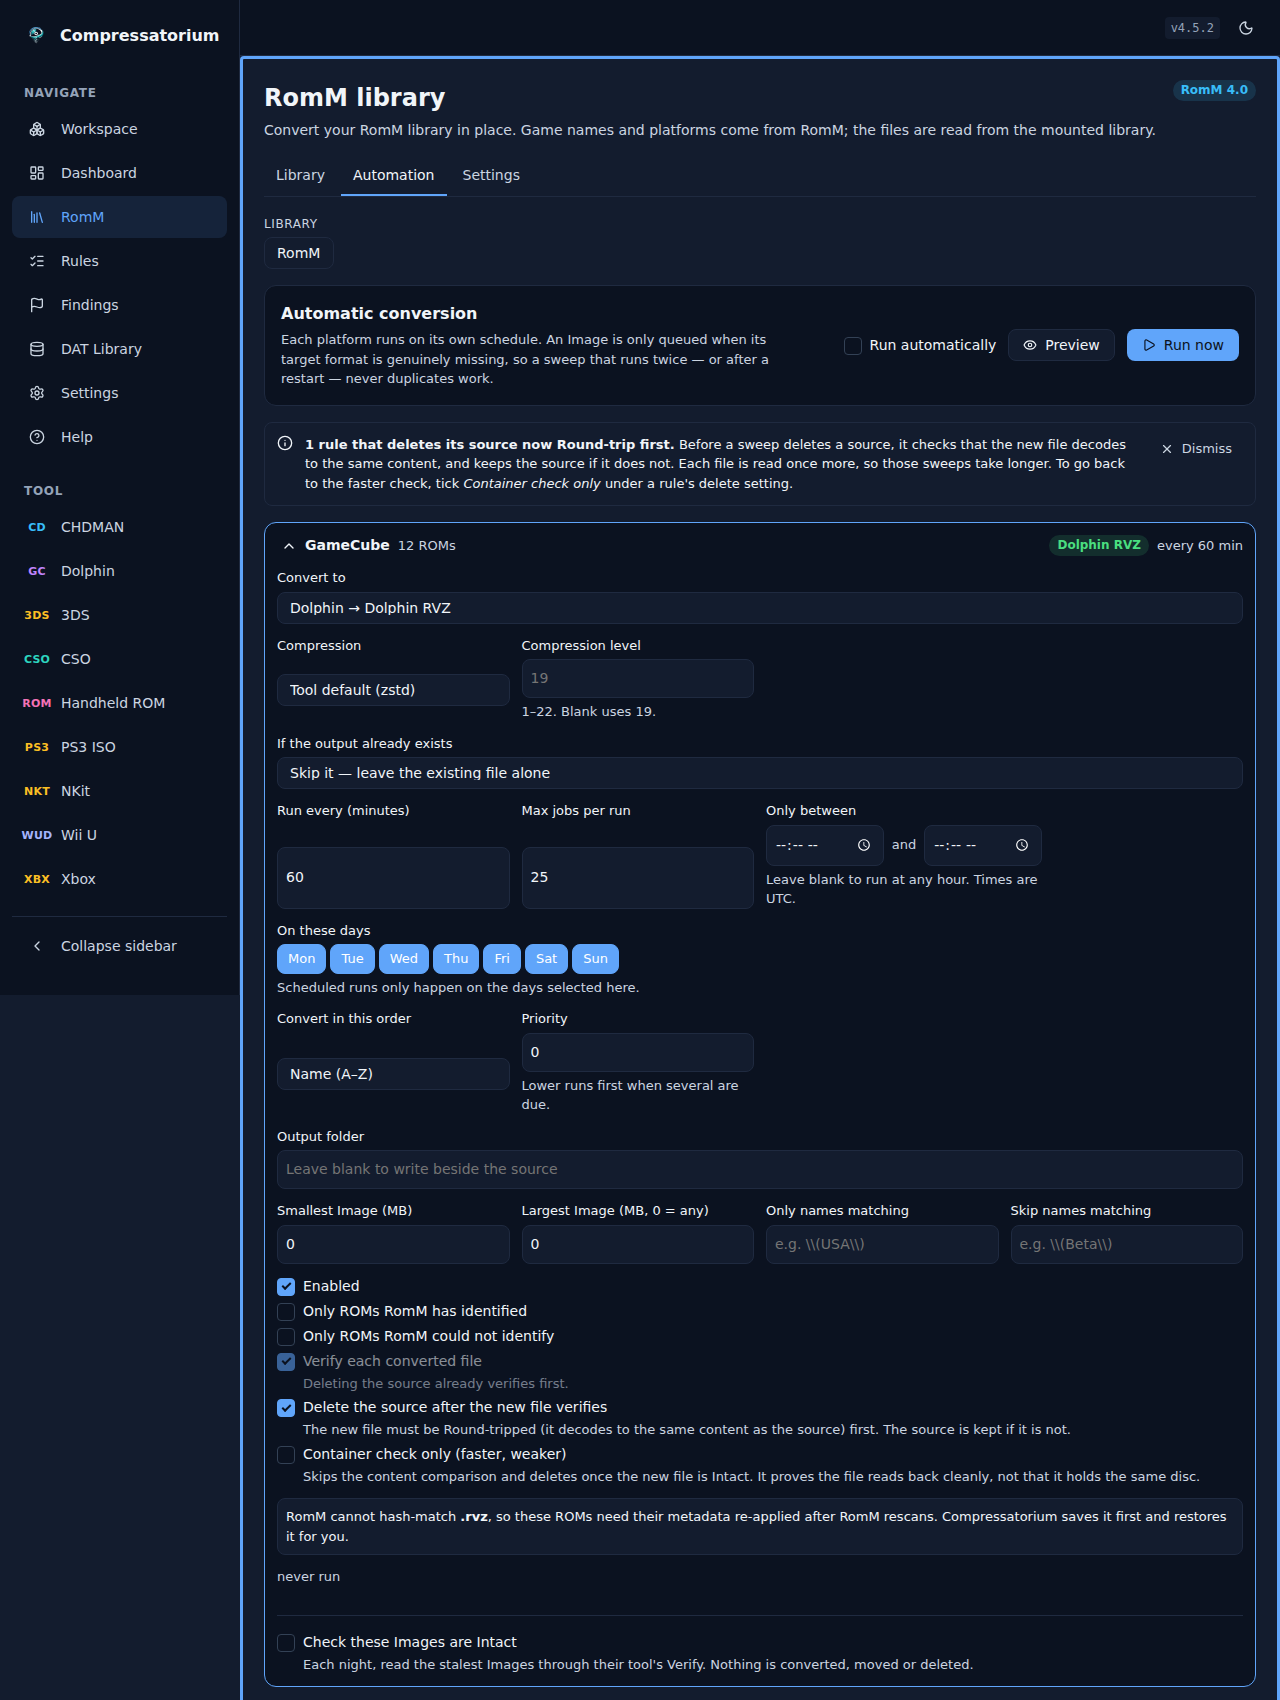 Compressatorium
v4.5.2
NAVIGATE
Workspace
Dashboard
RomM
Rules
Findings
DAT Library
Settings
Help
TOOL
CD CHDMAN
GC Dolphin
3DS 3DS
CSO CSO
ROM Handheld ROM
PS3 PS3 ISO
NKT NKit
WUD Wii U
XBX Xbox
Collapse sidebar
RomM library
RomM 4.0
Convert your RomM library in place. Game names and platforms come from RomM; the files are read from the mounted library.
Library Automation Settings
LIBRARY
RomM
Automatic conversion
Each platform runs on its own schedule. An Image is only queued when its
target format is genuinely missing, so a sweep that runs twice — or after a
restart — never duplicates work.
Run automatically Preview Run now
1 rule that deletes its source now Round-trip first. Before a sweep deletes a source, it checks that the new file decodes
to the same content, and keeps the source if it does not. Each file is read once more, so those sweeps take longer. To go back
to the faster check, tick Container check only under a rule's delete setting.
Dismiss
GameCube 12 ROMs Dolphin RVZ every 60 min
Convert to
Dolphin → Dolphin RVZ
Compression Compression level
Tool default (zstd) 19
1–22. Blank uses 19.
If the output already exists
Skip it — leave the existing file alone
Run every (minutes) Max jobs per run Only between
60 25 --:-- -- and --:-- --
Leave blank to run at any hour. Times are
UTC.
On these days
Mon Tue Wed Thu Fri Sat Sun
Scheduled runs only happen on the days selected here.
Convert in this order Priority
Name (A–Z) 0
Lower runs first when several are
due.
Output folder
Leave blank to write beside the source
Smallest Image (MB) Largest Image (MB, 0 = any) Only names matching Skip names matching
0 0 e.g. \\(USA\\) e.g. \\(Beta\\)
Enabled
Only ROMs RomM has identified
Only ROMs RomM could not identify
Verify each converted file
Deleting the source already verifies first.
Delete the source after the new file verifies
The new file must be Round-tripped (it decodes to the same content as the source) first. The source is kept if it is not.
Container check only (faster, weaker)
Skips the content comparison and deletes once the new file is Intact. It proves the file reads back cleanly, not that it holds the same disc.
RomM cannot hash-match .rvz, so these ROMs need their metadata re-applied after RomM rescans. Compressatorium saves it first and restores
it for you.
never run
Check these Images are Intact
Each night, read the stalest Images through their tool's Verify. Nothing is converted, moved or deleted.